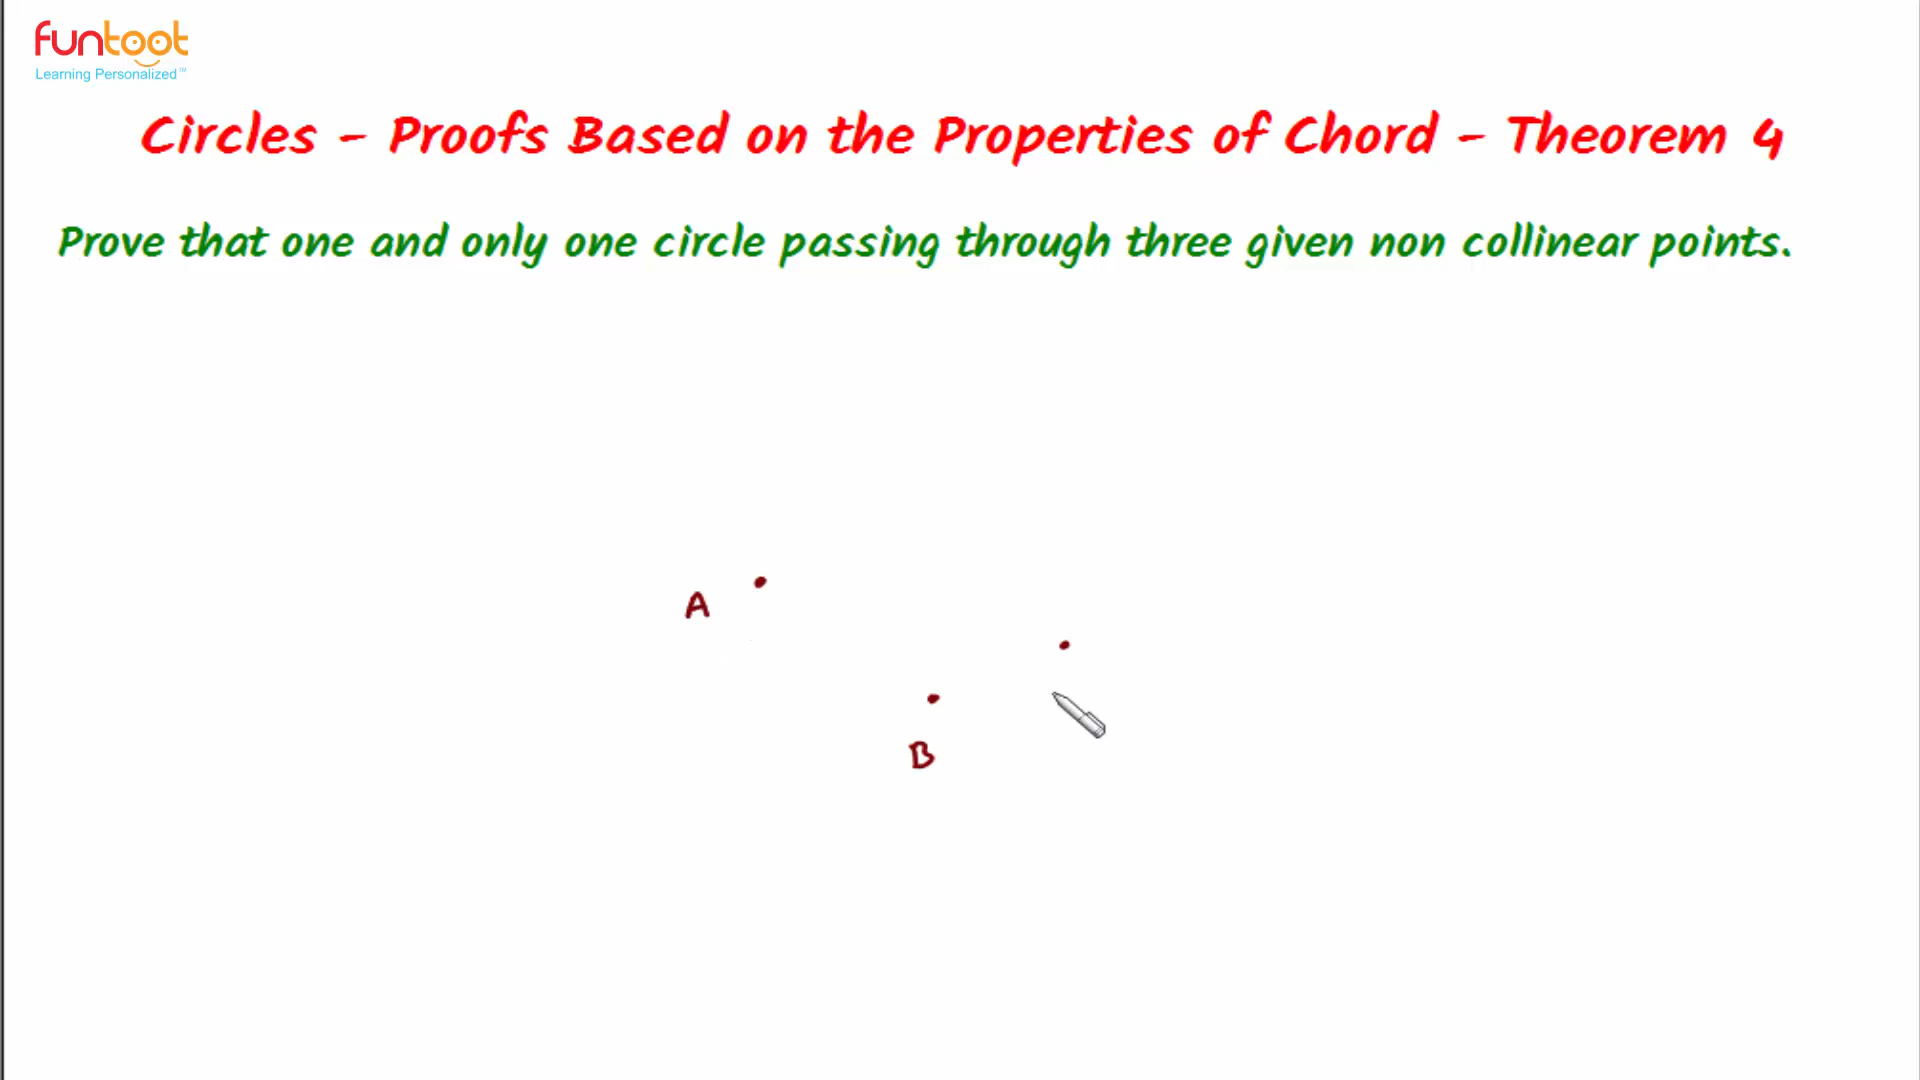 funtoot
Learning Personalized™
Circles - Proofs Based on the Properties of Chord - Theorem 4
Prove that one and only one circle passing through three given non collinear points.
A
B